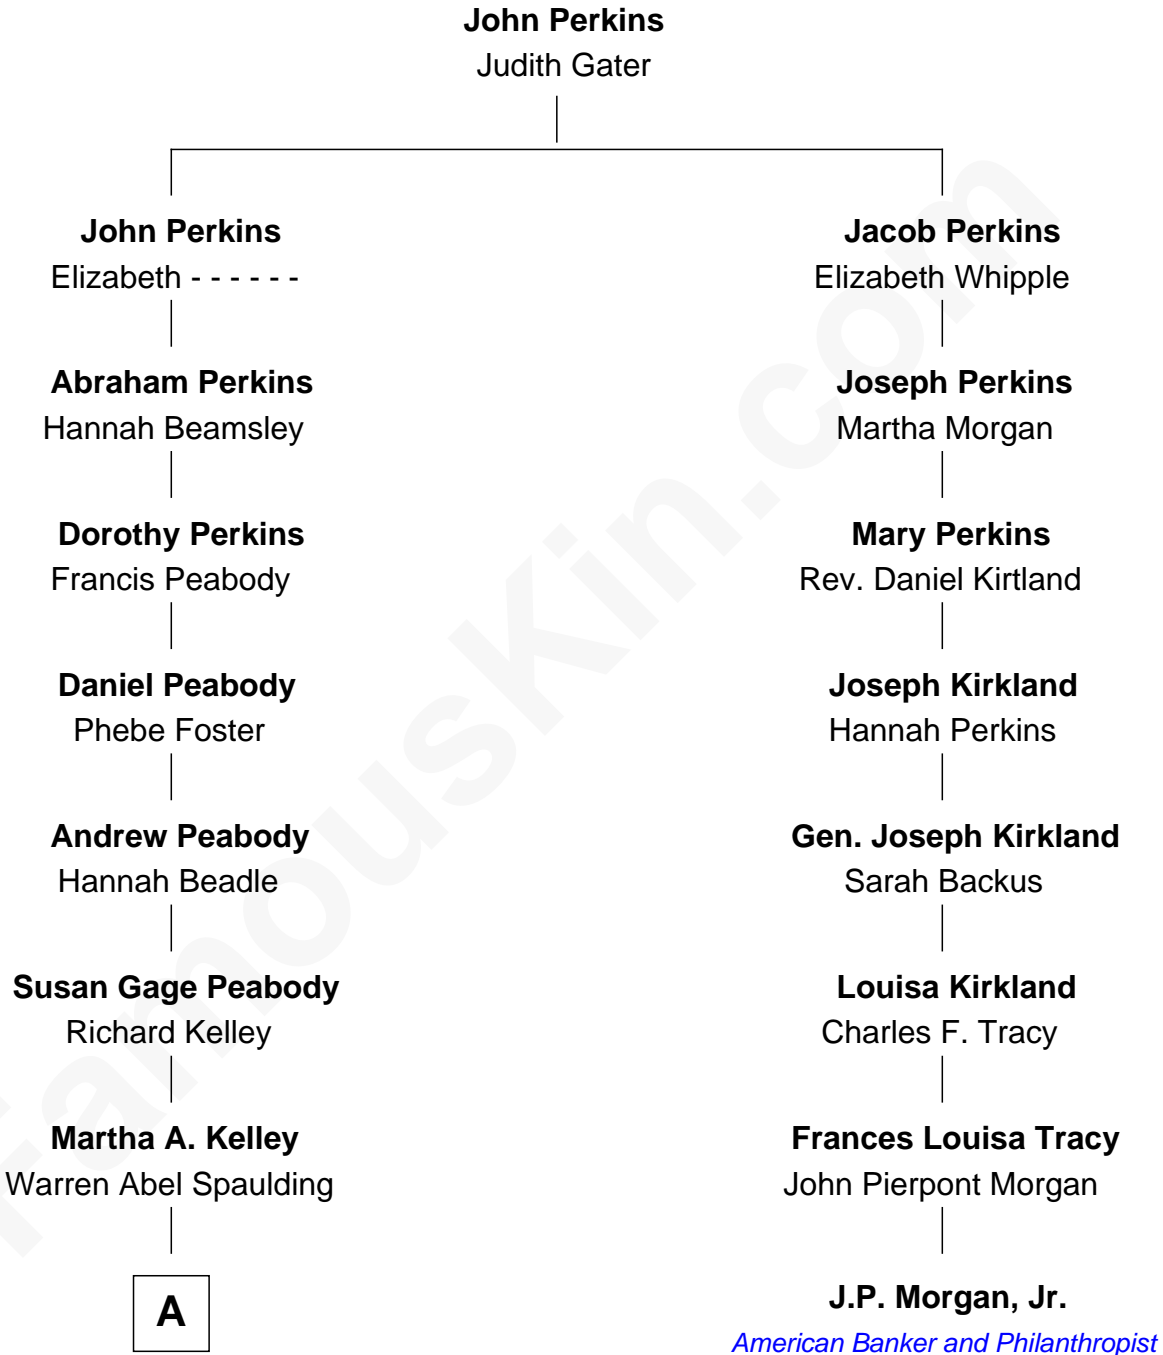 John Perkins
Judith Gater
John Perkins
Elizabeth - - - - - -
Jacob Perkins
Elizabeth Whipple
Abraham Perkins
Hannah Beamsley
Joseph Perkins
Martha Morgan
Dorothy Perkins
Francis Peabody
Mary Perkins
Rev. Daniel Kirtland
Daniel Peabody
Phebe Foster
Joseph Kirkland
Hannah Perkins
Andrew Peabody
Hannah Beadle
Gen. Joseph Kirkland
Sarah Backus
Susan Gage Peabody
Richard Kelley
Louisa Kirkland
Charles F. Tracy
Martha A. Kelley
Warren Abel Spaulding
Frances Louisa Tracy
John Pierpont Morgan
A
J.P. Morgan, Jr.
American Banker and Philanthropist
FamousKin.com